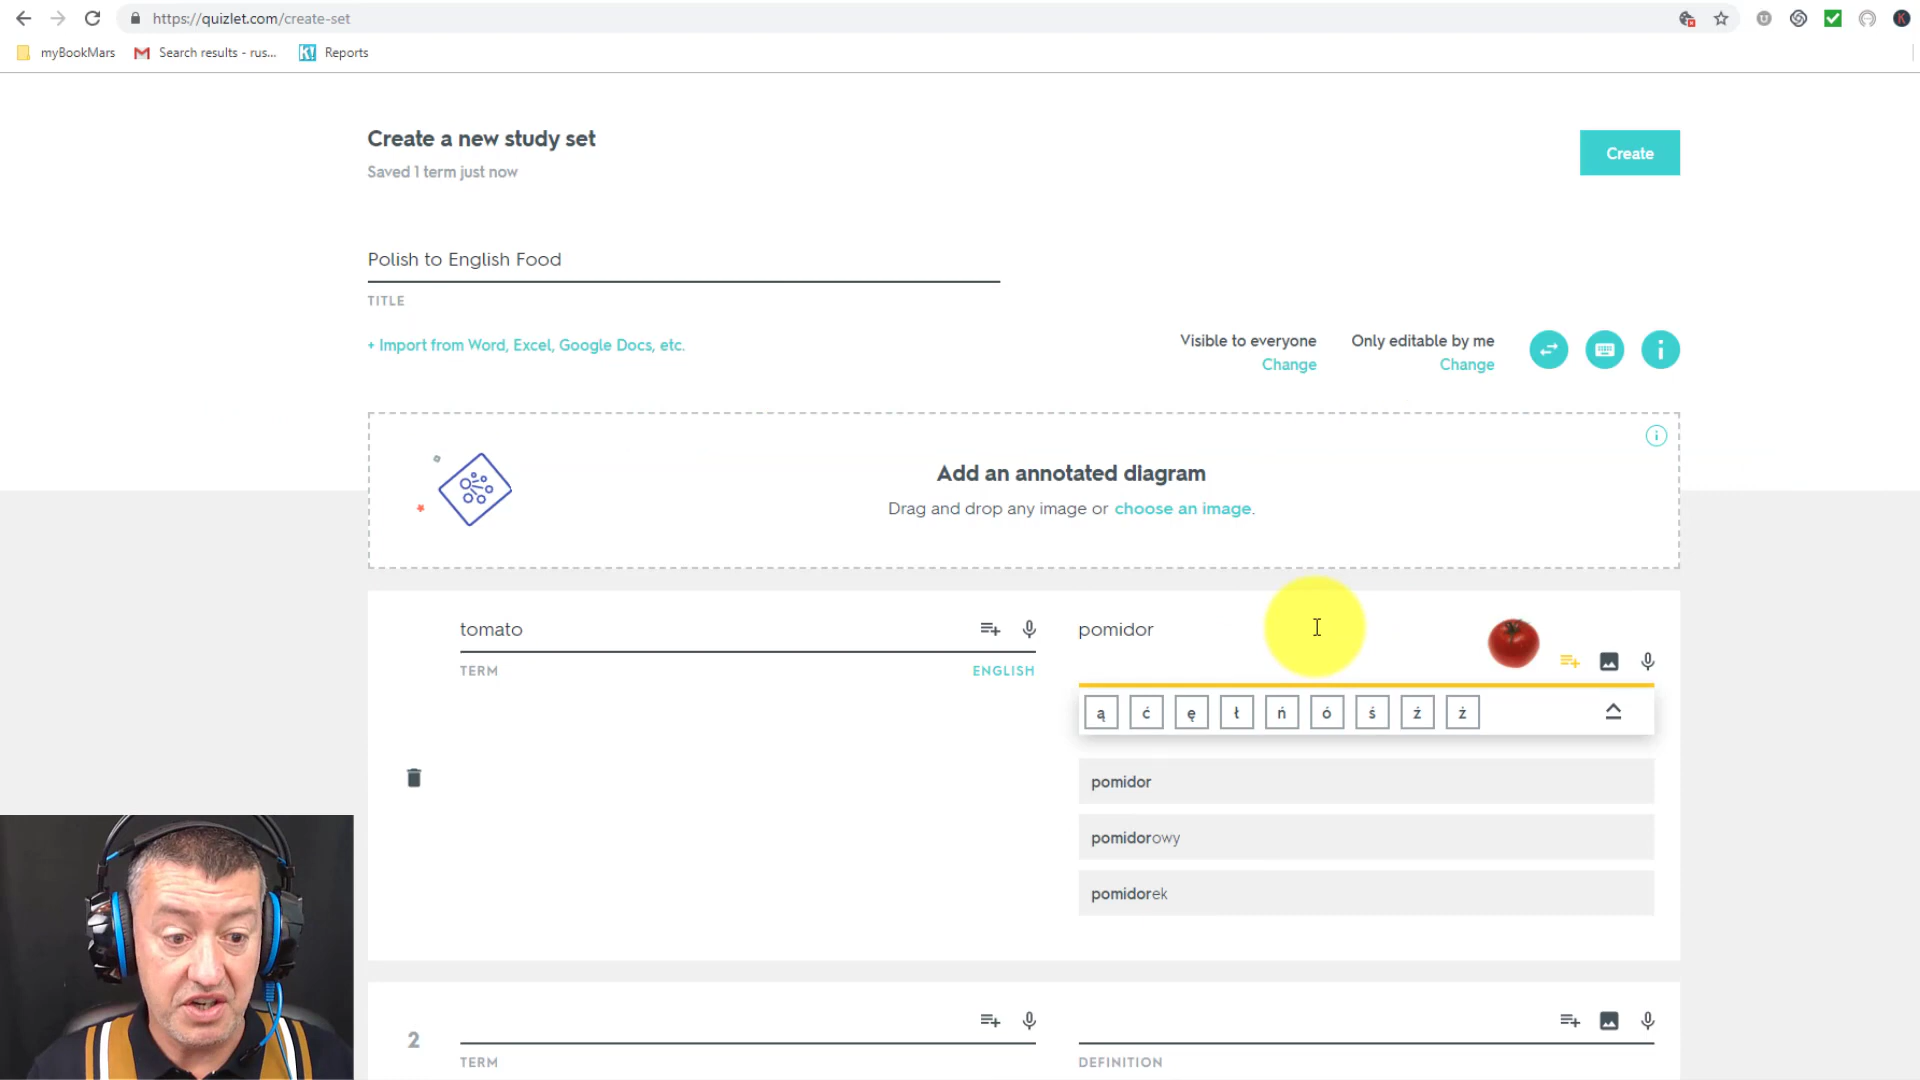 https://quizlet.com/create-set
myBookMars
Search results - rus...
Reports
Create a new study set
Saved 1 term just now
Create
Polish to English Food
TITLE
+ Import from Word, Excel, Google Docs, etc.
Visible to everyone
Change
Only editable by me
Change
Add an annotated diagram
Drag and drop any image or choose an image.
tomato
TERM
ENGLISH
pomidor
ą ć ę ł ń ó ś ź ż
pomidor
pomidorowy
pomidorek
2
TERM
DEFINITION